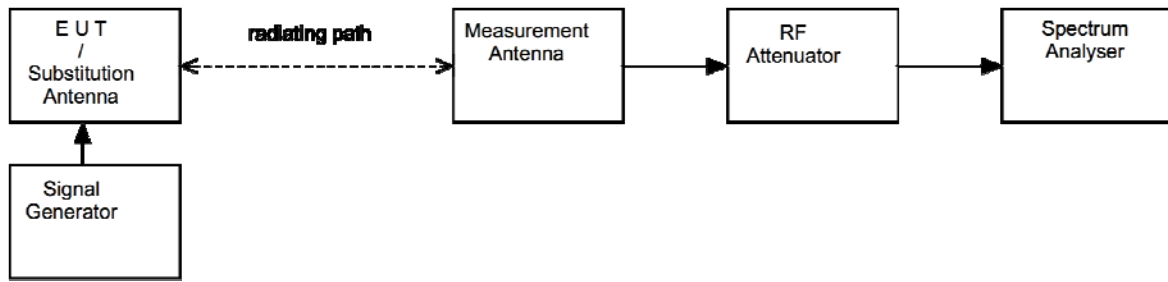 E U T
/
Substitution
Antenna
radiating path
Measurement
Antenna
RF
Attenuator
Spectrum
Analyser
Signal
Generator